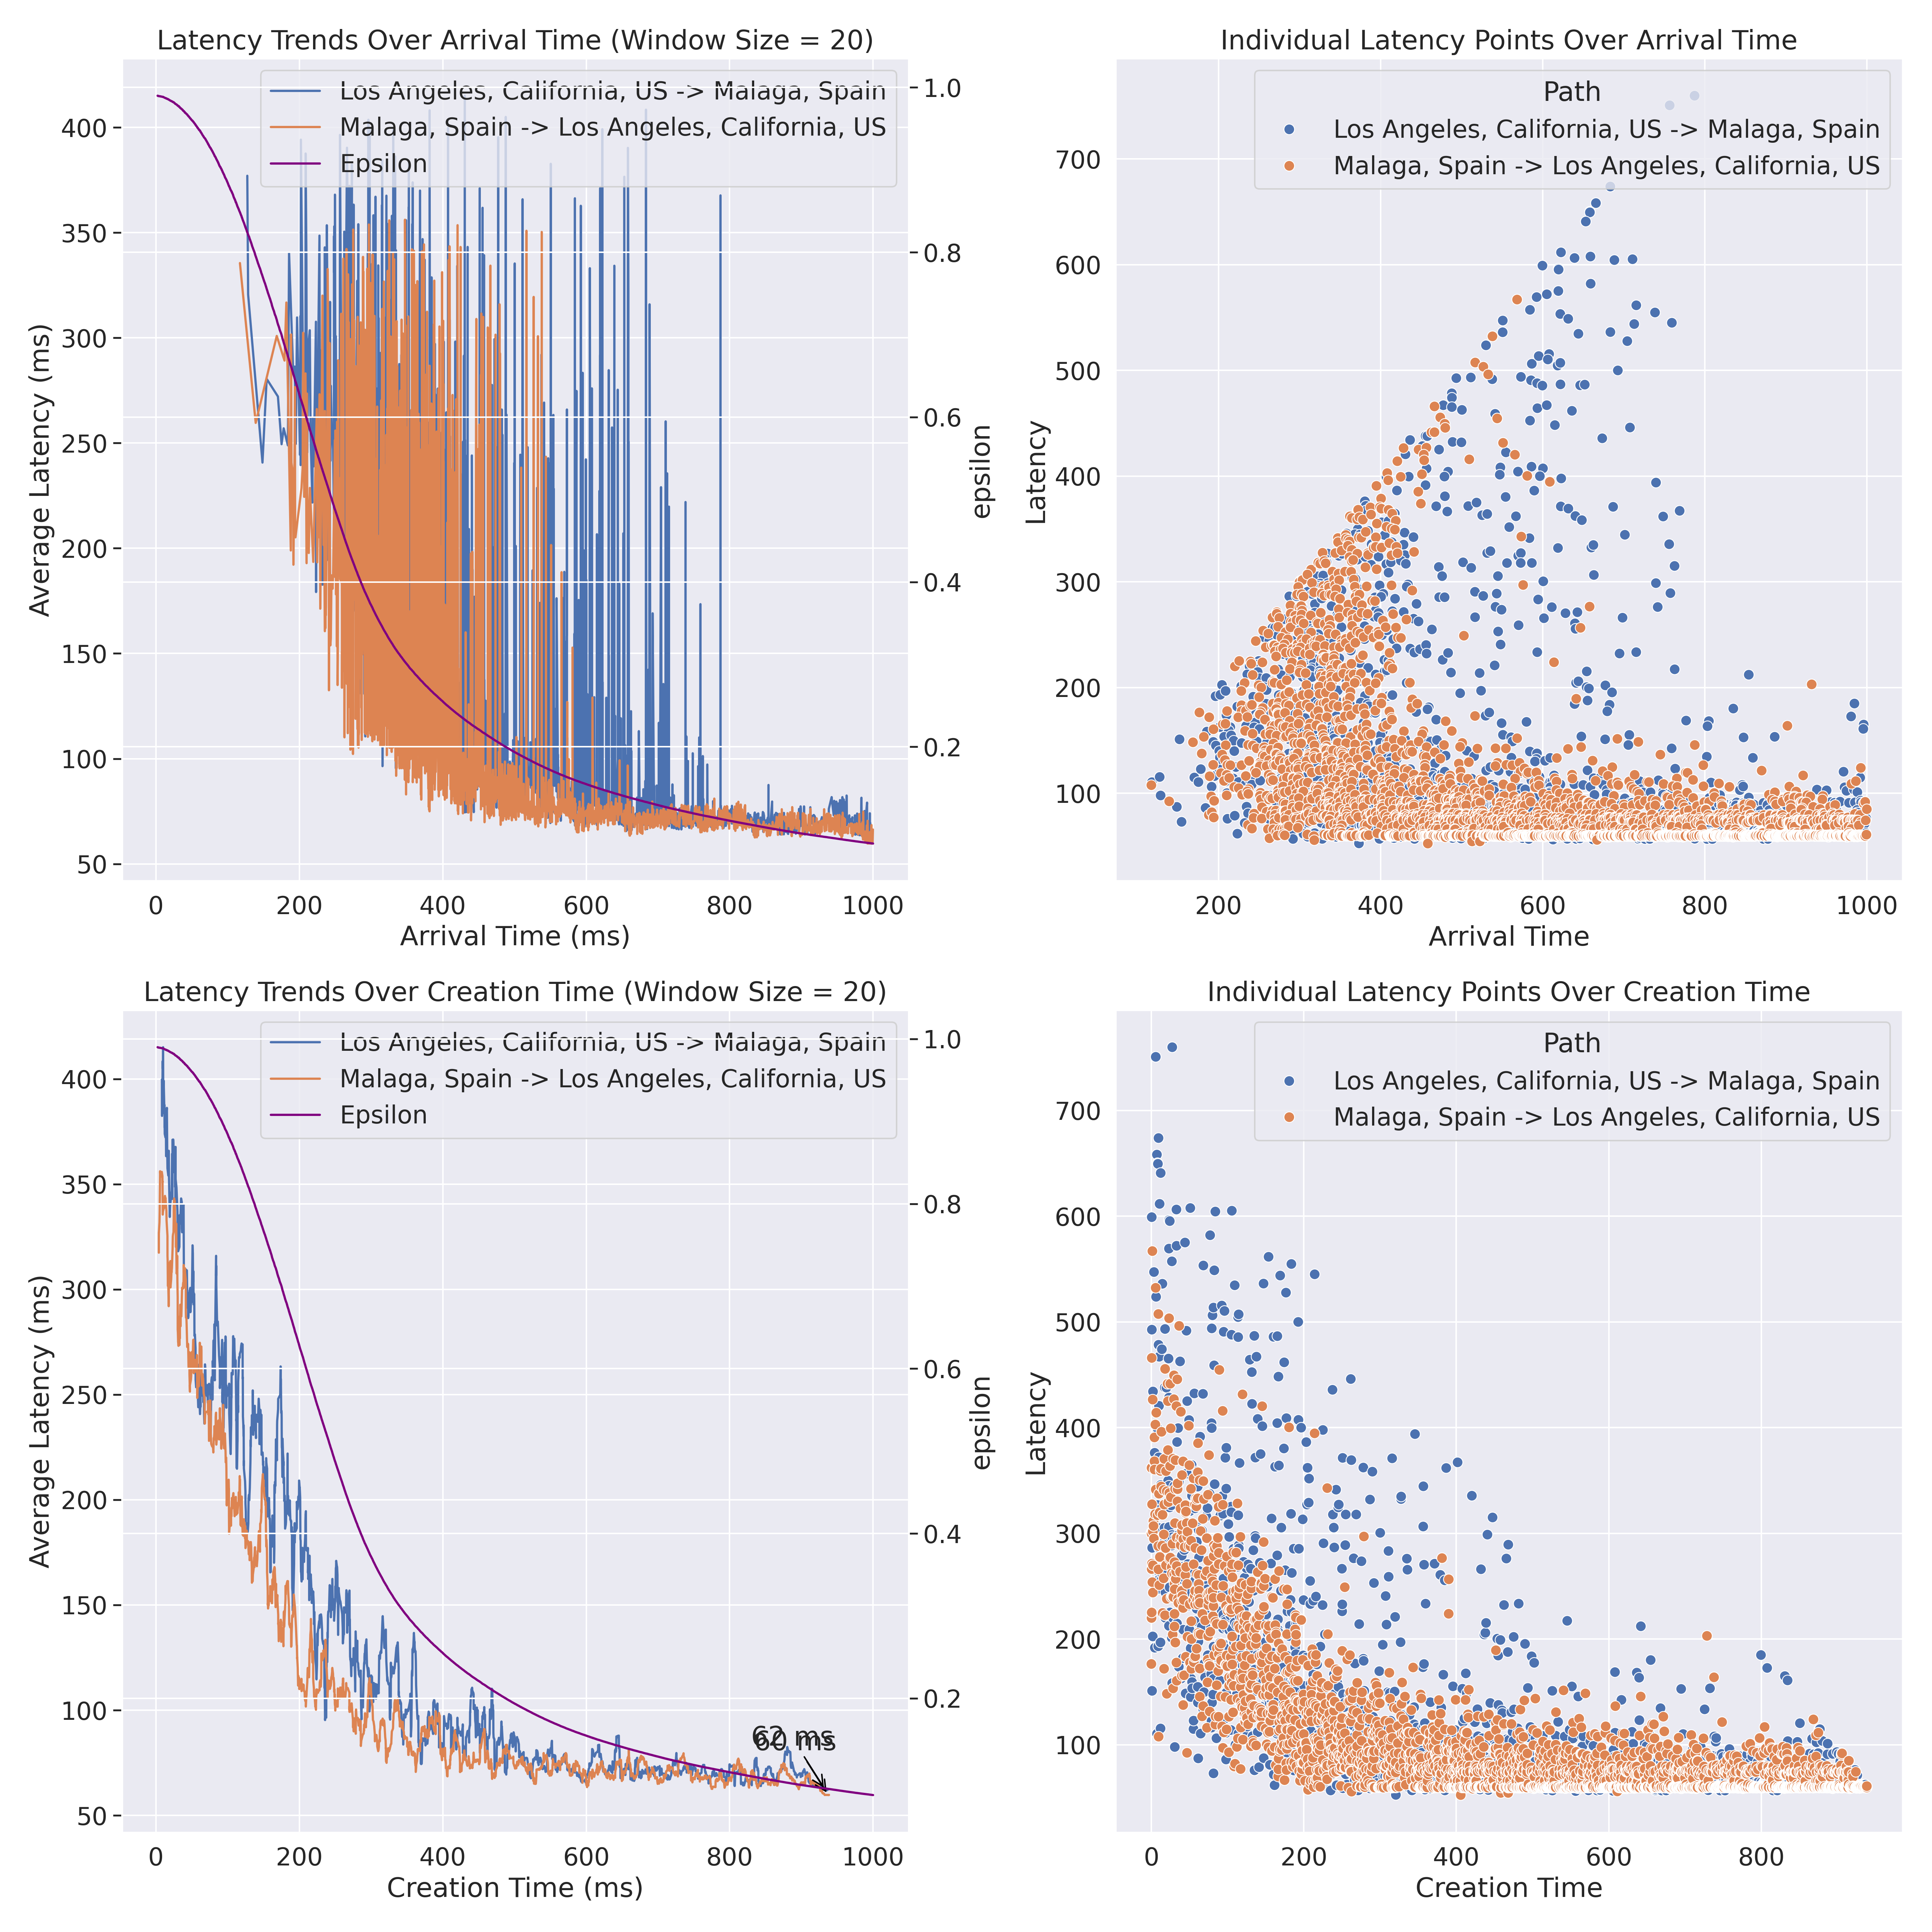 Latency Trends Over Arrival Time (Window Size = 20)
Los Angeles, California, US -> Malaga, Spain
Malaga, Spain -> Los Angeles, California, US
Epsilon
400
350
300
250
200
150
100
50
Average Latency (ms)
1.0
0.8
0.6
0.4
0.2
epsilon
0 200 400 600 800 1000
Arrival Time (ms)
Individual Latency Points Over Arrival Time
Path
Los Angeles, California, US -> Malaga, Spain
Malaga, Spain -> Los Angeles, California, US
700
600
500
400
300
200
100
Latency
200 400 600 800 1000
Arrival Time
Latency Trends Over Creation Time (Window Size = 20)
Los Angeles, California, US -> Malaga, Spain
Malaga, Spain -> Los Angeles, California, US
Epsilon
400
350
300
250
200
150
100
50
Average Latency (ms)
1.0
0.8
0.6
0.4
0.2
epsilon
62 ms
60 ms
0 200 400 600 800 1000
Creation Time (ms)
Individual Latency Points Over Creation Time
Path
Los Angeles, California, US -> Malaga, Spain
Malaga, Spain -> Los Angeles, California, US
700
600
500
400
300
200
100
Latency
0 200 400 600 800
Creation Time